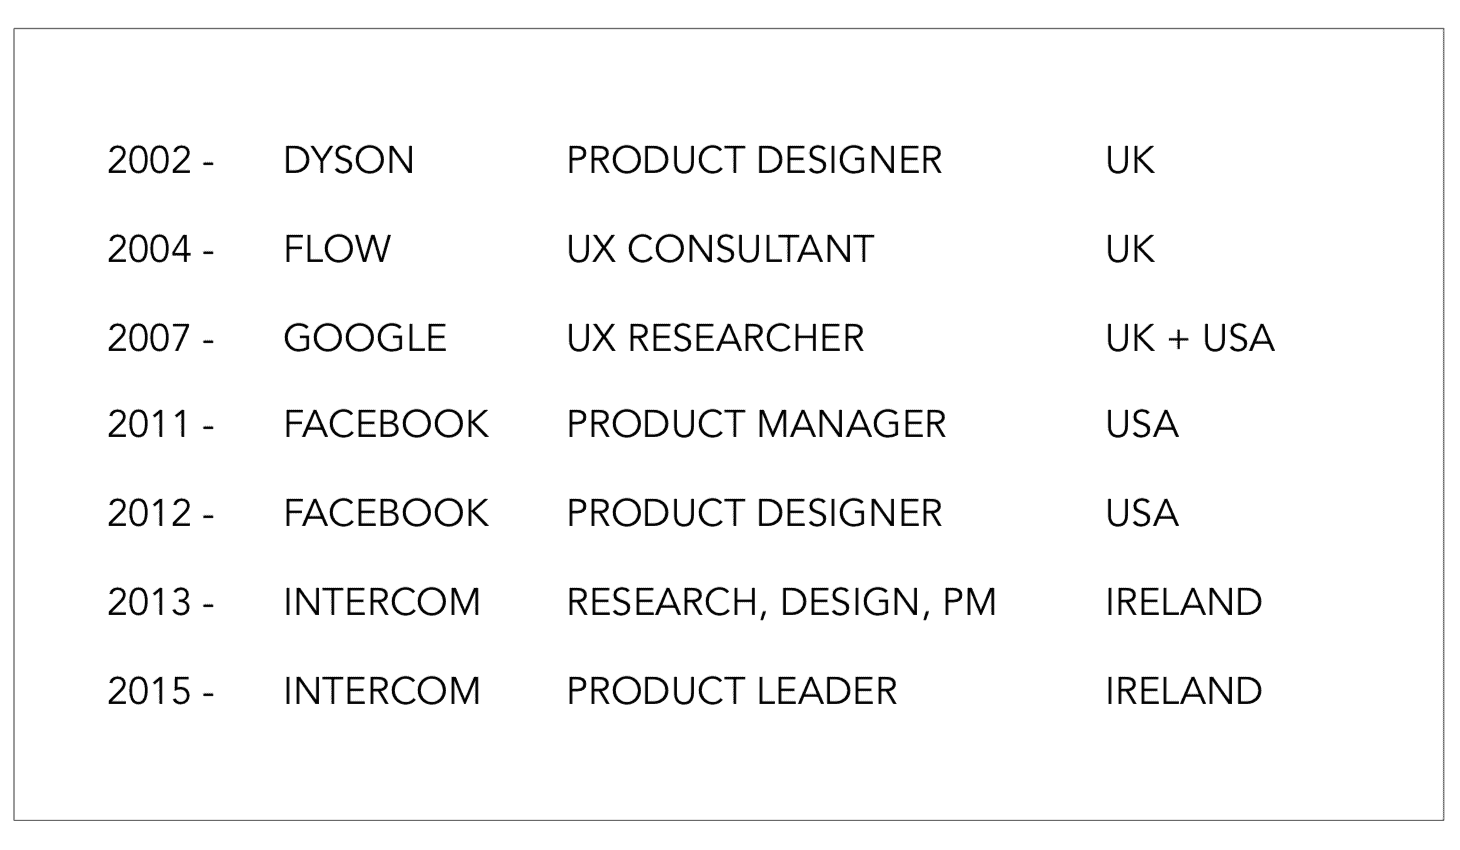 2002 - DYSON PRODUCT DESIGNER UK
2004 - FLOW UX CONSULTANT UK
2007 - GOOGLE UX RESEARCHER UK + USA
2011 - FACEBOOK PRODUCT MANAGER USA
2012 - FACEBOOK PRODUCT DESIGNER USA
2013 - INTERCOM RESEARCH, DESIGN, PM IRELAND
2015 - INTERCOM PRODUCT LEADER IRELAND